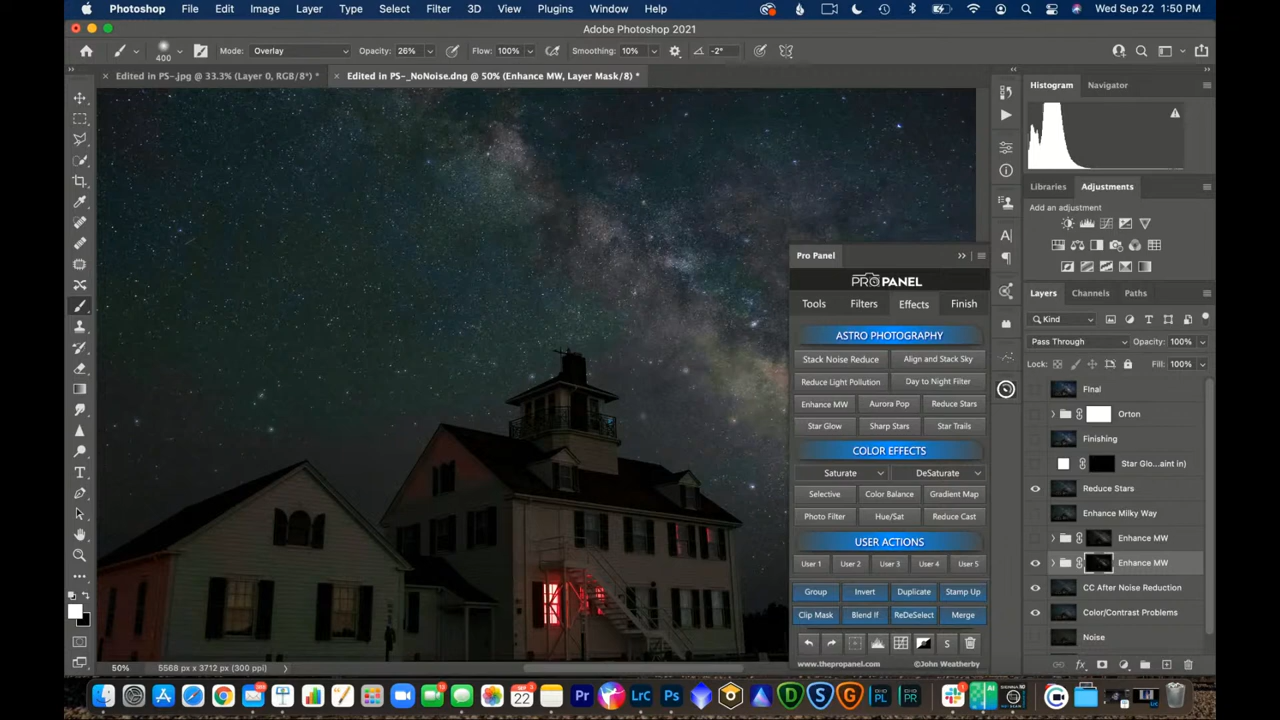 Photoshop File Edit Image Layer Type Select Filter 3D View Plugins Window Help Wed Sep 22 1:50 PM
Adobe Photoshop 2021
400 Mode: Overlay Opacity: 26% Flow: 100% Smoothing: 10% -2°
Edited in PS-.jpg @ 33.3% (Layer 0, RGB/8*) * Edited in PS-_NoNoise.dng @ 50% (Enhance MW, Layer Mask/8) *
Histogram Navigator
Libraries Adjustments
Add an adjustment
Pro Panel
PROPANEL
Tools Filters Effects Finish
ASTRO PHOTOGRAPHY
Stack Noise Reduce Align and Stack Sky
Reduce Light Pollution Day to Night Filter
Enhance MW Aurora Pop Reduce Stars
Star Glow Sharp Stars Star Trails
COLOR EFFECTS
Saturate DeSaturate
Selective Color Balance Gradient Map
Photo Filter Hue/Sat Reduce Cast
USER ACTIONS
User 1 User 2 User 3 User 4 User 5
Group Invert Duplicate Stamp Up
Clip Mask Blend If ReDeSelect Merge
S
www.thepropanel.com ©John Weatherby
Layers Channels Paths
Kind
Pass Through Opacity: 100%
Lock: Fill: 100%
FInal
Orton
Finishing
Star Glo...aint in)
Reduce Stars
Enhance Milky Way
Enhance MW
Enhance MW
CC After Noise Reduction
Color/Contrast Problems
Noise
50% 5568 px x 3712 px (300 ppi)